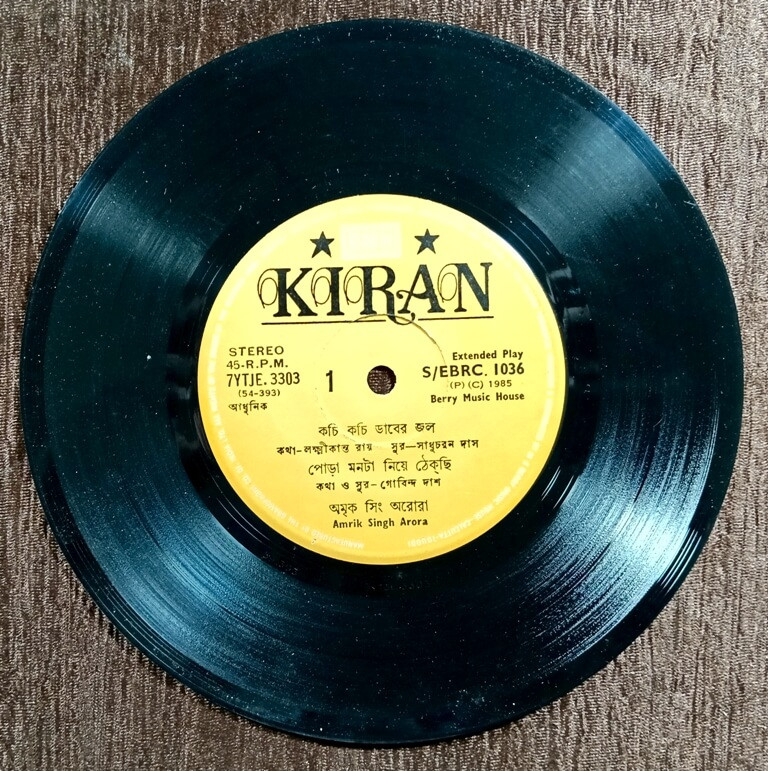 KIRAN
STEREO
45-R.P.M.
7YTJE. 3303
(54-393)
আধুনিক
1
Extended Play
S/EBRC. 1036
(P) (C) 1985
Berry Music House
কচি কচি ডাবের জল
কথা-লক্ষ্মীকান্ত রায় সুর—সাধুচরন দাস
পোড়া মনটা নিয়ে ঠেক্‌ছি
কথা ও সুর-গোবিন্দ দাশ
অমৃক সিং অরোরা
Amrik Singh Arora